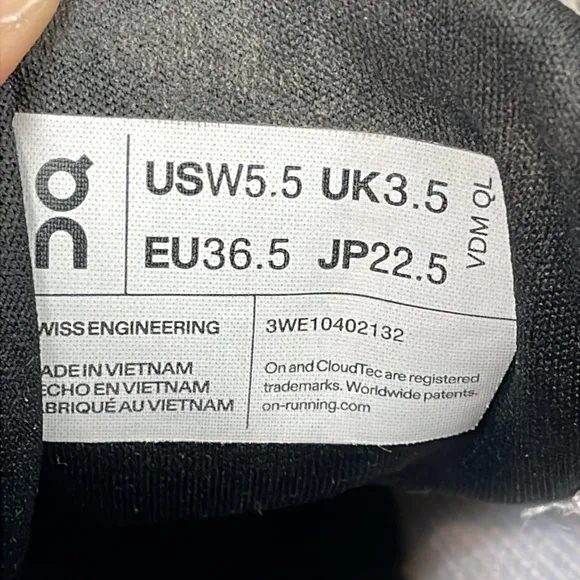 USW5.5 UK3.5
EU36.5 JP22.5
VDM QL
WISS ENGINEERING
3WE10402132
ADE IN VIETNAM
ECHO EN VIETNAM
ABRIQUÉ AU VIETNAM
On and CloudTec are registered
trademarks. Worldwide patents.
on-running.com